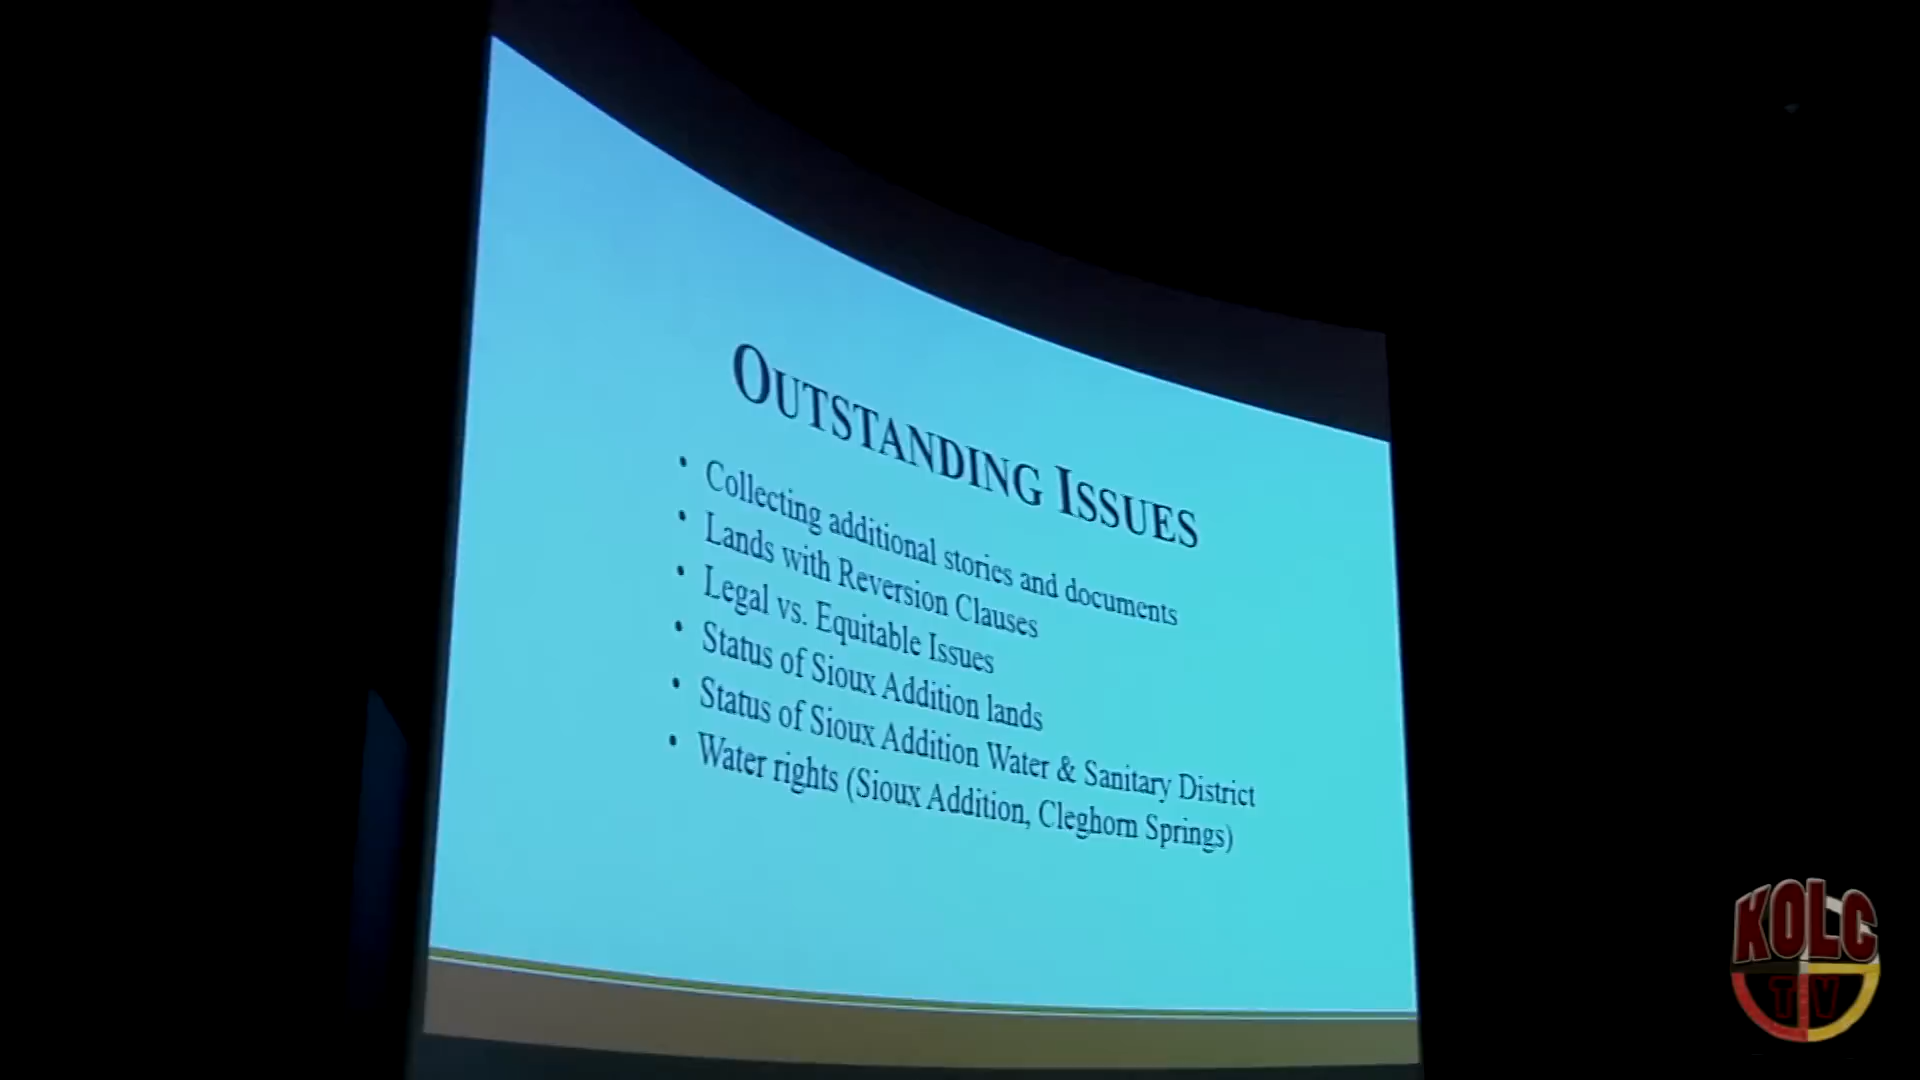 OUTSTANDING ISSUES
• Collecting additional stories and documents
• Lands with Reversion Clauses
• Legal vs. Equitable Issues
• Status of Sioux Addition lands
• Status of Sioux Addition Water & Sanitary District
• Water rights (Sioux Addition, Cleghorn Springs)
KOLC
TV